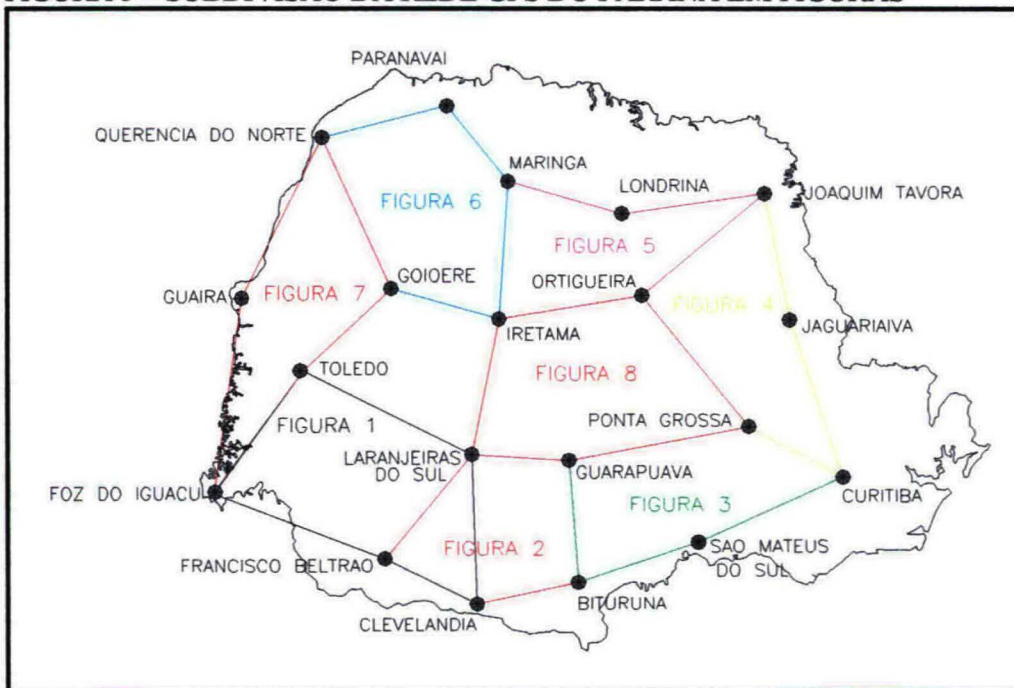 PARANAVAI
QUERENCIA DO NORTE
MARINGA
LONDRINA
JOAQUIM TAVORA
FIGURA 6
FIGURA 5
GOIOERE
ORTIGUEIRA
GUAIRA
FIGURA 7
FIGURA 4
IRETAMA
JAGUARIAIVA
TOLEDO
FIGURA 8
FIGURA 1
PONTA GROSSA
LARANJEIRAS
DO SUL
GUARAPUAVA
FOZ DO IGUACU
CURITIBA
FIGURA 3
FIGURA 2
SAO MATEUS
DO SUL
FRANCISCO BELTRAO
BITURUNA
CLEVELANDIA